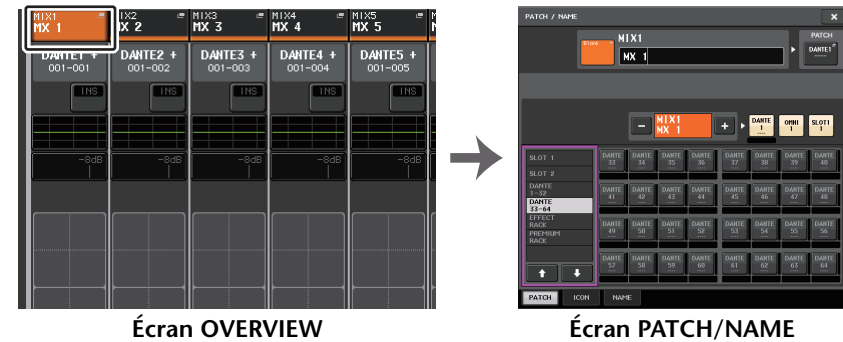 MIX1 MIX2 MIX3 MIX4 MIX5
MX 1 MX 2 MX 3 MX 4 MX 5
DANTE1 + DANTE2 + DANTE3 + DANTE4 + DANTE5 +
001-001 001-002 001-003 001-004 001-005
INS INS INS INS INS
-8dB -8dB -8dB -8dB -8dB
Écran OVERVIEW
PATCH / NAME
Blank MIX1 PATCH
MX 1 DANTE1
----
- MIX1 + DANTE OMNI SLOT1
MX 1 1 1 1
SLOT 1
SLOT 2
DANTE
1-32
DANTE
33-64
EFFECT
RACK
PREMIUM
RACK
DANTE DANTE DANTE DANTE DANTE DANTE DANTE DANTE
33 34 35 36 37 38 39 40
DANTE DANTE DANTE DANTE DANTE DANTE DANTE DANTE
41 42 43 44 45 46 47 48
DANTE DANTE DANTE DANTE DANTE DANTE DANTE DANTE
49 50 51 52 53 54 55 56
DANTE DANTE DANTE DANTE DANTE DANTE DANTE DANTE
57 58 59 60 61 62 63 64
PATCH ICON NAME
Écran PATCH/NAME